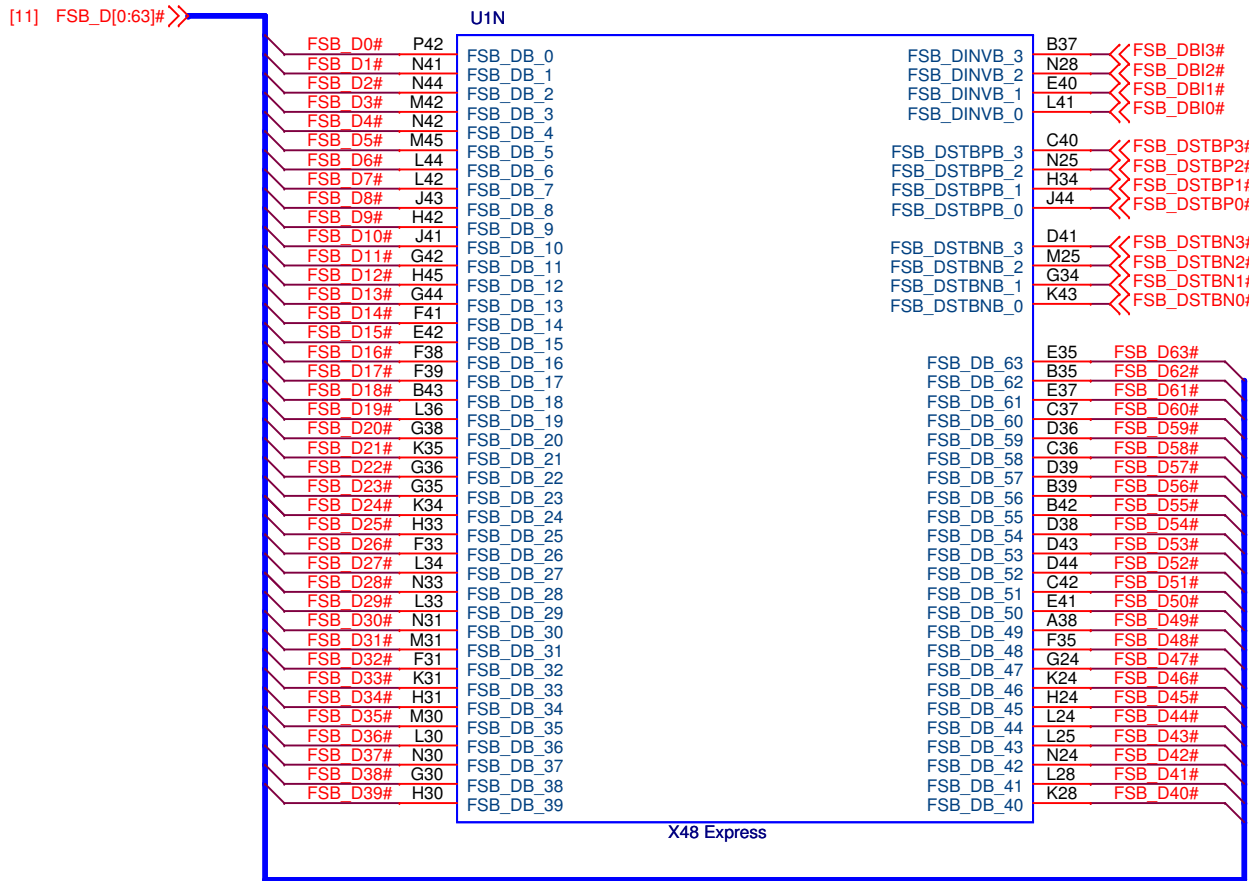 [11] FSB_D[0:63]#
U1N
FSB_D0# P42 FSB_DB_0
FSB_D1# N41 FSB_DB_1
FSB_D2# N44 FSB_DB_2
FSB_D3# M42 FSB_DB_3
FSB_D4# N42 FSB_DB_4
FSB_D5# M45 FSB_DB_5
FSB_D6# L44 FSB_DB_6
FSB_D7# L42 FSB_DB_7
FSB_D8# J43 FSB_DB_8
FSB_D9# H42 FSB_DB_9
FSB_D10# J41 FSB_DB_10
FSB_D11# G42 FSB_DB_11
FSB_D12# H45 FSB_DB_12
FSB_D13# G44 FSB_DB_13
FSB_D14# F41 FSB_DB_14
FSB_D15# E42 FSB_DB_15
FSB_D16# F38 FSB_DB_16
FSB_D17# F39 FSB_DB_17
FSB_D18# B43 FSB_DB_18
FSB_D19# L36 FSB_DB_19
FSB_D20# G38 FSB_DB_20
FSB_D21# K35 FSB_DB_21
FSB_D22# G36 FSB_DB_22
FSB_D23# G35 FSB_DB_23
FSB_D24# K34 FSB_DB_24
FSB_D25# H33 FSB_DB_25
FSB_D26# F33 FSB_DB_26
FSB_D27# L34 FSB_DB_27
FSB_D28# N33 FSB_DB_28
FSB_D29# L33 FSB_DB_29
FSB_D30# N31 FSB_DB_30
FSB_D31# M31 FSB_DB_31
FSB_D32# F31 FSB_DB_32
FSB_D33# K31 FSB_DB_33
FSB_D34# H31 FSB_DB_34
FSB_D35# M30 FSB_DB_35
FSB_D36# L30 FSB_DB_36
FSB_D37# N30 FSB_DB_37
FSB_D38# G30 FSB_DB_38
FSB_D39# H30 FSB_DB_39
FSB_DINVB_3 B37 FSB_DBI3#
FSB_DINVB_2 N28 FSB_DBI2#
FSB_DINVB_1 E40 FSB_DBI1#
FSB_DINVB_0 L41 FSB_DBI0#
FSB_DSTBPB_3 C40 FSB_DSTBP3#
FSB_DSTBPB_2 N25 FSB_DSTBP2#
FSB_DSTBPB_1 H34 FSB_DSTBP1#
FSB_DSTBPB_0 J44 FSB_DSTBP0#
FSB_DSTBNB_3 D41 FSB_DSTBN3#
FSB_DSTBNB_2 M25 FSB_DSTBN2#
FSB_DSTBNB_1 G34 FSB_DSTBN1#
FSB_DSTBNB_0 K43 FSB_DSTBN0#
FSB_DB_63 E35 FSB_D63#
FSB_DB_62 B35 FSB_D62#
FSB_DB_61 E37 FSB_D61#
FSB_DB_60 C37 FSB_D60#
FSB_DB_59 D36 FSB_D59#
FSB_DB_58 C36 FSB_D58#
FSB_DB_57 D39 FSB_D57#
FSB_DB_56 B39 FSB_D56#
FSB_DB_55 B42 FSB_D55#
FSB_DB_54 D38 FSB_D54#
FSB_DB_53 D43 FSB_D53#
FSB_DB_52 D44 FSB_D52#
FSB_DB_51 C42 FSB_D51#
FSB_DB_50 E41 FSB_D50#
FSB_DB_49 A38 FSB_D49#
FSB_DB_48 F35 FSB_D48#
FSB_DB_47 G24 FSB_D47#
FSB_DB_46 K24 FSB_D46#
FSB_DB_45 H24 FSB_D45#
FSB_DB_44 L24 FSB_D44#
FSB_DB_43 L25 FSB_D43#
FSB_DB_42 N24 FSB_D42#
FSB_DB_41 L28 FSB_D41#
FSB_DB_40 K28 FSB_D40#
X48 Express